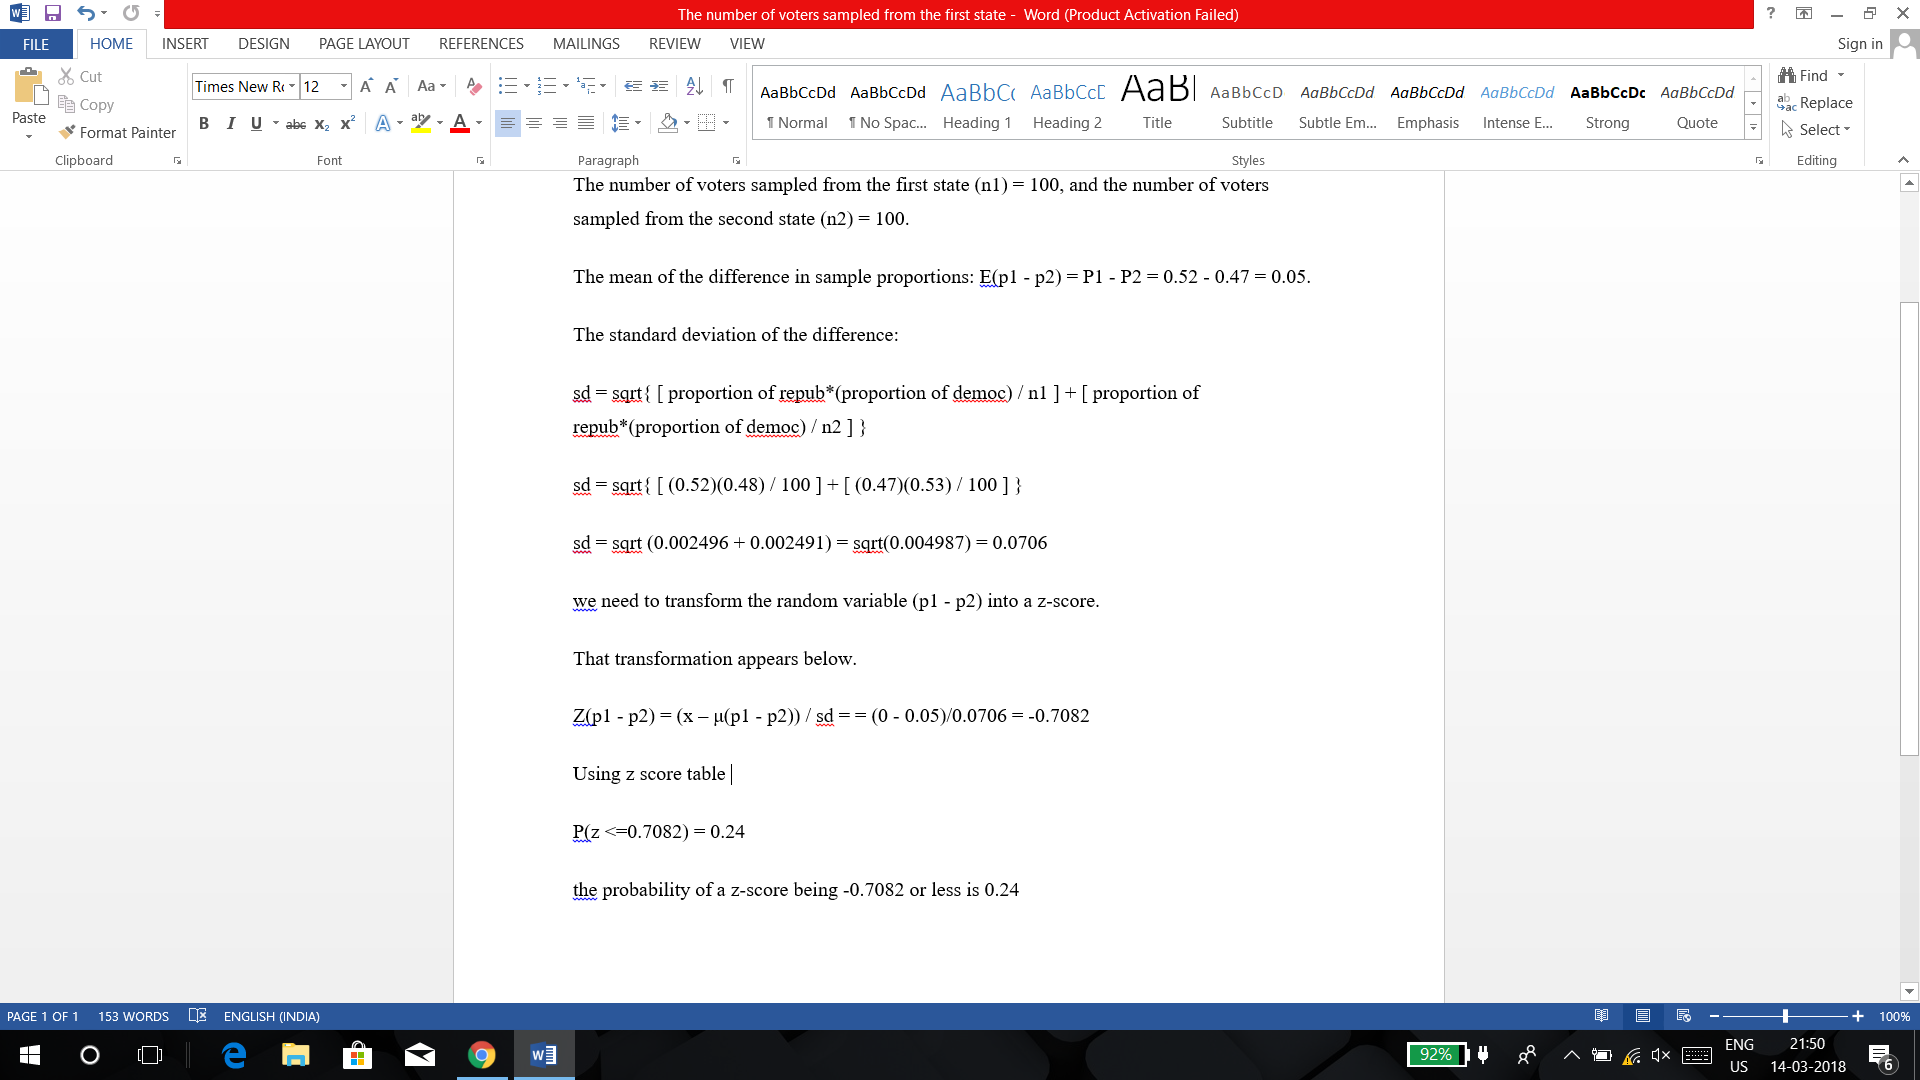 The number of voters sampled from the first state - Word (Product Activation Failed)
?
FILE HOME INSERT DESIGN PAGE LAYOUT REFERENCES MAILINGS REVIEW VIEW Sign in
Paste
Cut
Copy
Format Painter
Clipboard
Times New Rc 12
Aa
B I U abc x₂ x² A ab A
Font
Paragraph
AaBbCcDd AaBbCcDd AaBbCc AaBbCcC AaBl AaBbCcD AaBbCcDd AaBbCcDd AaBbCcDd AaBbCcDc AaBbCcDd
¶ Normal ¶ No Spac... Heading 1 Heading 2 Title Subtitle Subtle Em... Emphasis Intense E... Strong Quote
Styles
Find
Replace
Select
Editing
The number of voters sampled from the first state (n1) = 100, and the number of voters
sampled from the second state (n2) = 100.
The mean of the difference in sample proportions: E(p1 - p2) = P1 - P2 = 0.52 - 0.47 = 0.05.
The standard deviation of the difference:
sd = sqrt{ [ proportion of repub*(proportion of democ) / n1 ] + [ proportion of
repub*(proportion of democ) / n2 ] }
sd = sqrt{ [ (0.52)(0.48) / 100 ] + [ (0.47)(0.53) / 100 ] }
sd = sqrt (0.002496 + 0.002491) = sqrt(0.004987) = 0.0706
we need to transform the random variable (p1 - p2) into a z-score.
That transformation appears below.
Z(p1 - p2) = (x – μ(p1 - p2)) / sd = = (0 - 0.05)/0.0706 = -0.7082
Using z score table
P(z <=0.7082) = 0.24
the probability of a z-score being -0.7082 or less is 0.24
PAGE 1 OF 1 153 WORDS ENGLISH (INDIA) 100%
92%
ENG
US
21:50
14-03-2018
6